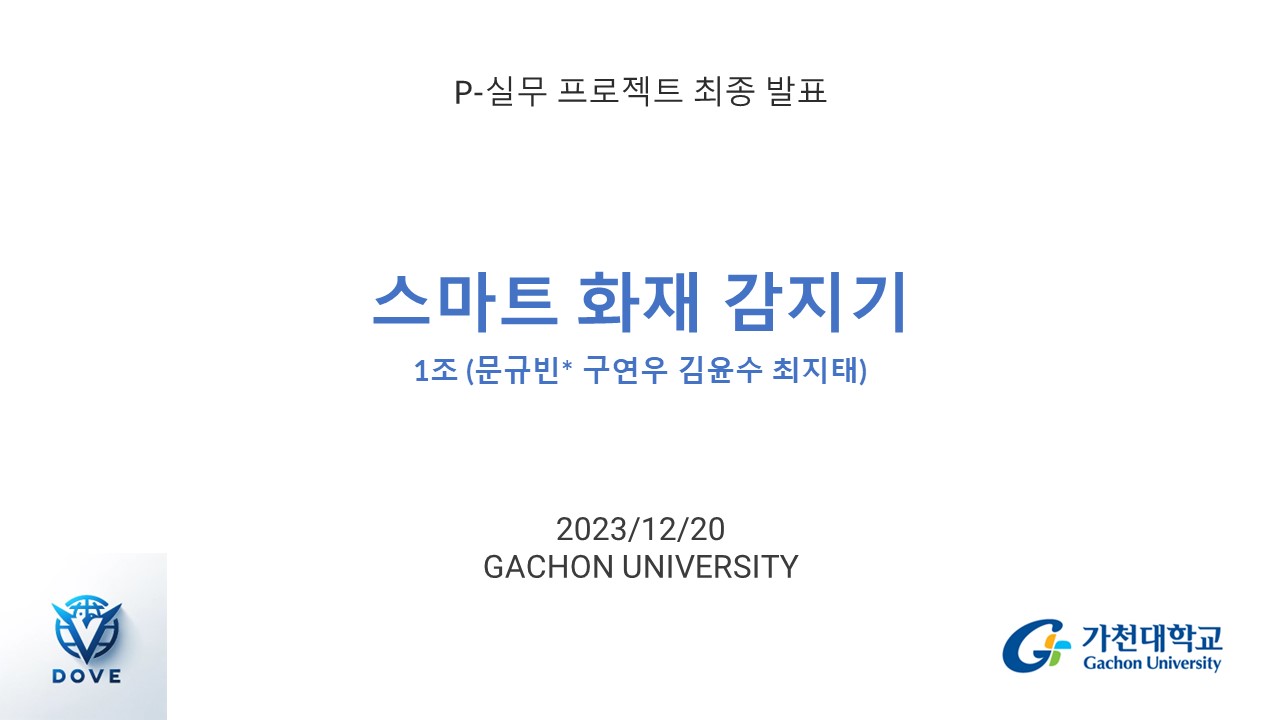 P-실무 프로젝트 최종 발표
스마트 화재 감지기
1조 (문규빈* 구연우 김윤수 최지태)
2023/12/20
GACHON UNIVERSITY
DOVE
가천대학교
Gachon University